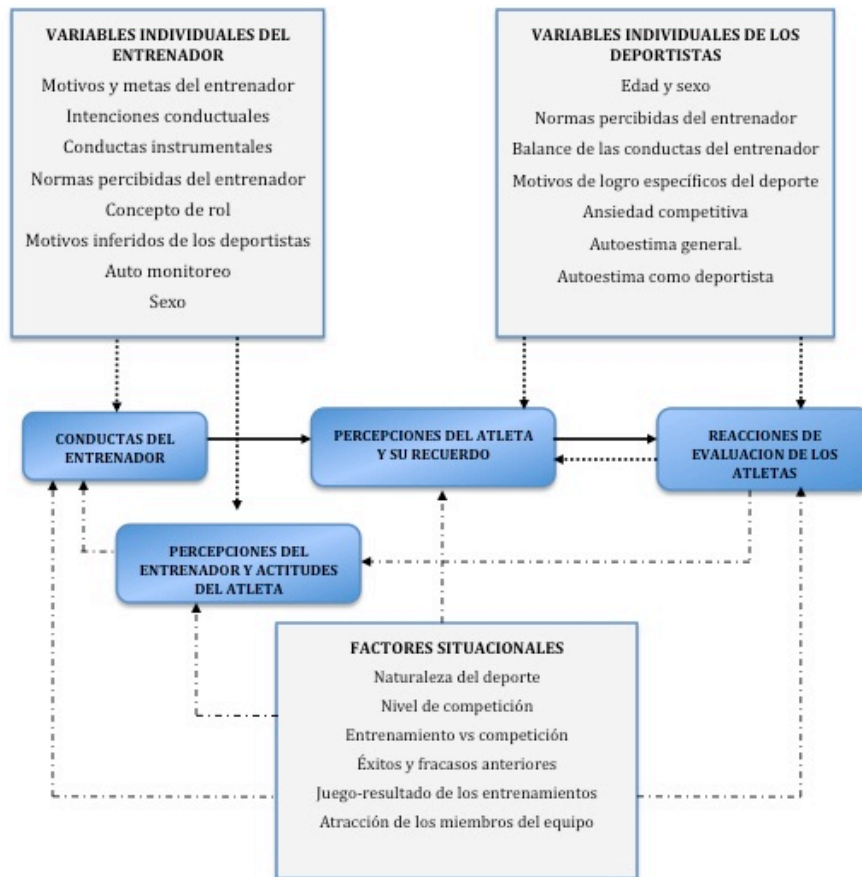 VARIABLES INDIVIDUALES DEL
ENTRENADOR
Motivos y metas del entrenador
Intenciones conductuales
Conductas instrumentales
Normas percibidas del entrenador
Concepto de rol
Motivos inferidos de los deportistas
Auto monitoreo
Sexo
VARIABLES INDIVIDUALES DE LOS
DEPORTISTAS
Edad y sexo
Normas percibidas del entrenador
Balance de las conductas del entrenador
Motivos de logro específicos del deporte
Ansiedad competitiva
Autoestima general.
Autoestima como deportista
CONDUCTAS DEL
ENTRENADOR
PERCEPCIONES DEL ATLETA
Y SU RECUERDO
REACCIONES DE
EVALUACION DE LOS
ATLETAS
PERCEPCIONES DEL
ENTRENADOR Y ACTITUDES
DEL ATLETA
FACTORES SITUACIONALES
Naturaleza del deporte
Nivel de competición
Entrenamiento vs competición
Éxitos y fracasos anteriores
Juego-resultado de los entrenamientos
Atracción de los miembros del equipo